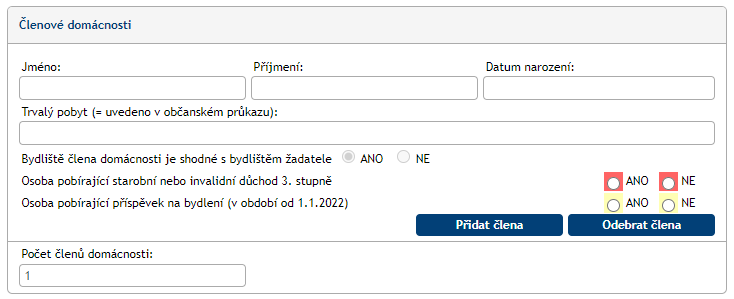 Členové domácnosti
Jméno: Příjmení: Datum narození:
Trvalý pobyt (= uvedeno v občanském průkazu):
Bydliště člena domácnosti je shodné s bydlištěm žadatele ANO NE
Osoba pobírající starobní nebo invalidní důchod 3. stupně ANO NE
Osoba pobírající příspěvek na bydlení (v období od 1.1.2022) ANO NE
Přidat člena Odebrat člena
Počet členů domácnosti:
1